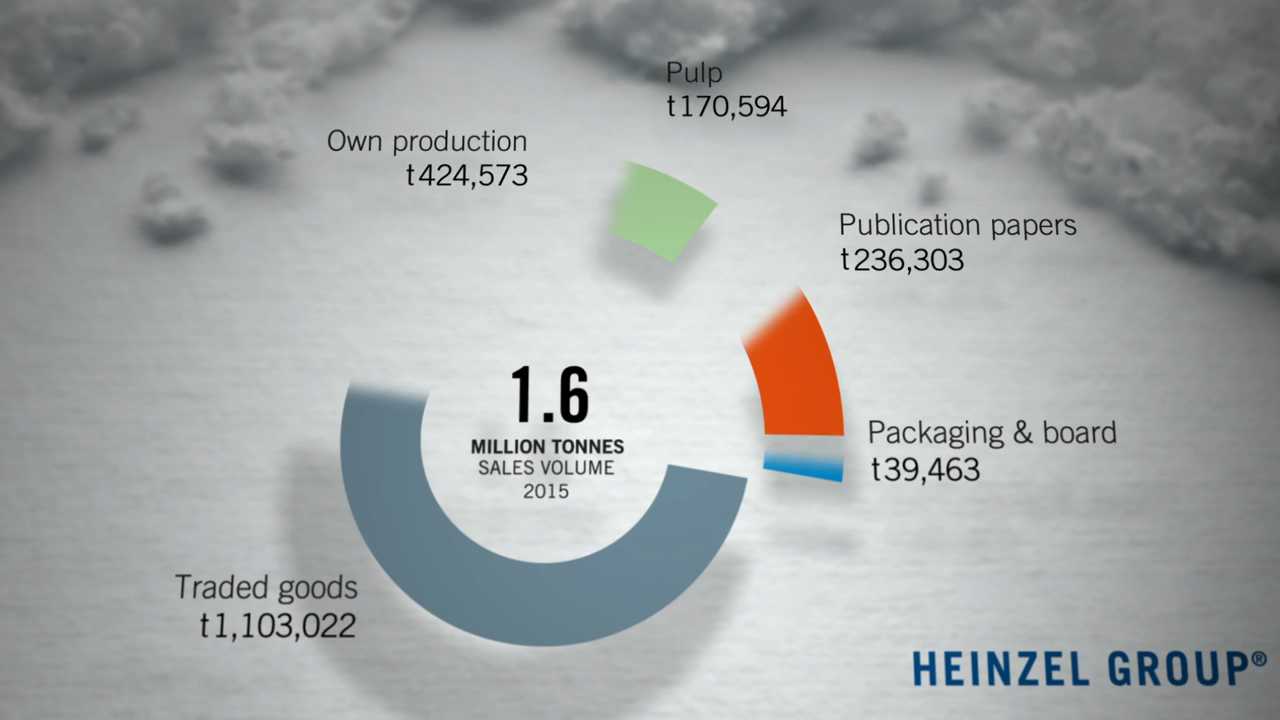 Pulp
t170,594
Own production
t424,573
Publication papers
t236,303
1.6
MILLION TONNES
SALES VOLUME
2015
Packaging & board
t39,463
Traded goods
t1,103,022
HEINZEL GROUP®